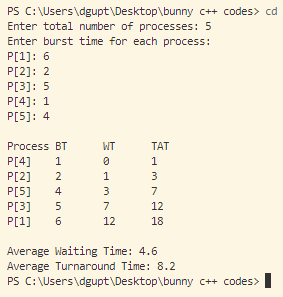 PS C:\Users\dgupt\Desktop\bunny c++ codes> cd
Enter total number of processes: 5
Enter burst time for each process:
P[1]: 6
P[2]: 2
P[3]: 5
P[4]: 1
P[5]: 4
Process BT WT TAT
P[4] 1 0 1
P[2] 2 1 3
P[5] 4 3 7
P[3] 5 7 12
P[1] 6 12 18
Average Waiting Time: 4.6
Average Turnaround Time: 8.2
PS C:\Users\dgupt\Desktop\bunny c++ codes>